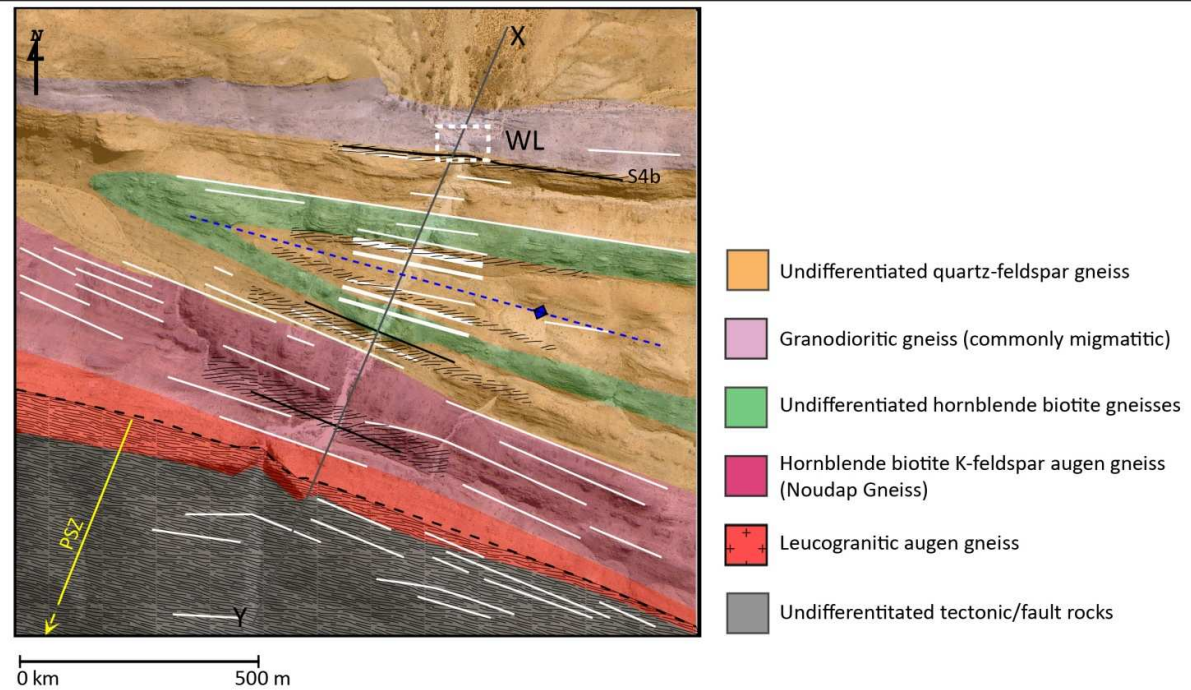 N
X
WL
S4b
PSZ
Y
0 km
500 m
Undifferentiated quartz-feldspar gneiss
Granodioritic gneiss (commonly migmatitic)
Undifferentiated hornblende biotite gneisses
Hornblende biotite K-feldspar augen gneiss
(Noudap Gneiss)
Leucogranitic augen gneiss
Undifferentitated tectonic/fault rocks